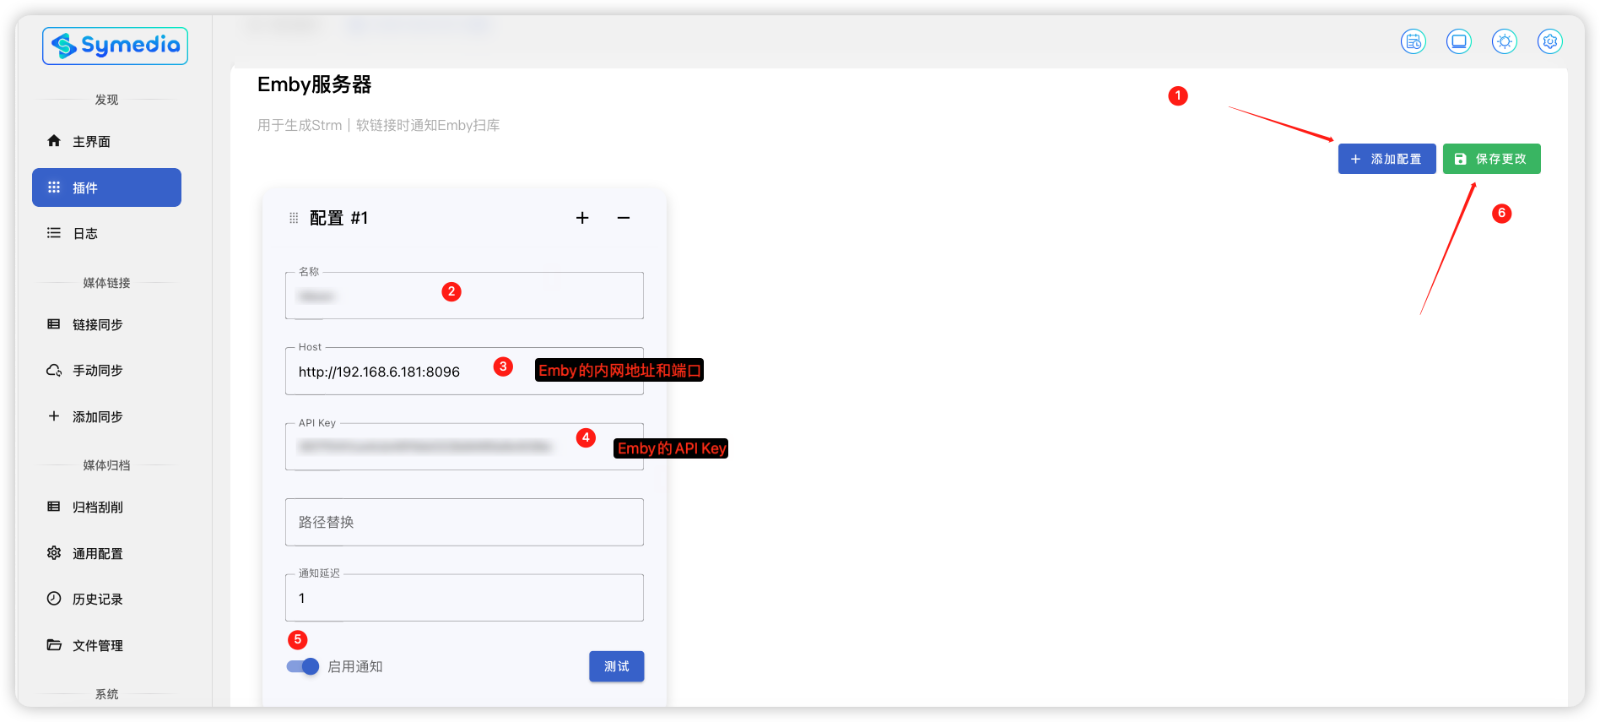 Symedia
发现
主界面
插件
日志
媒体链接
链接同步
手动同步
添加同步
媒体归档
归档刮削
通用配置
历史记录
文件管理
系统
Emby服务器
用于生成Strm｜软链接时通知Emby扫库
1
添加配置
保存更改
6
配置 #1
名称
2
Host
http://192.168.6.181:8096
3
Emby的内网地址和端口
API Key
4
Emby的API Key
路径替换
通知延迟
1
5
启用通知
测试